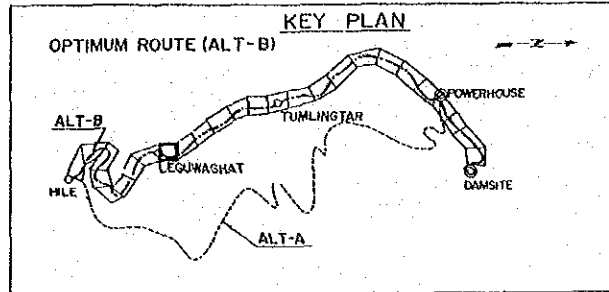 KEY PLAN
OPTIMUM ROUTE (ALT-B)
N
POWERHOUSE
TUMLINGTAR
ALT-B
LEGUWAGHAT
DAMSITE
HILE
ALT-A